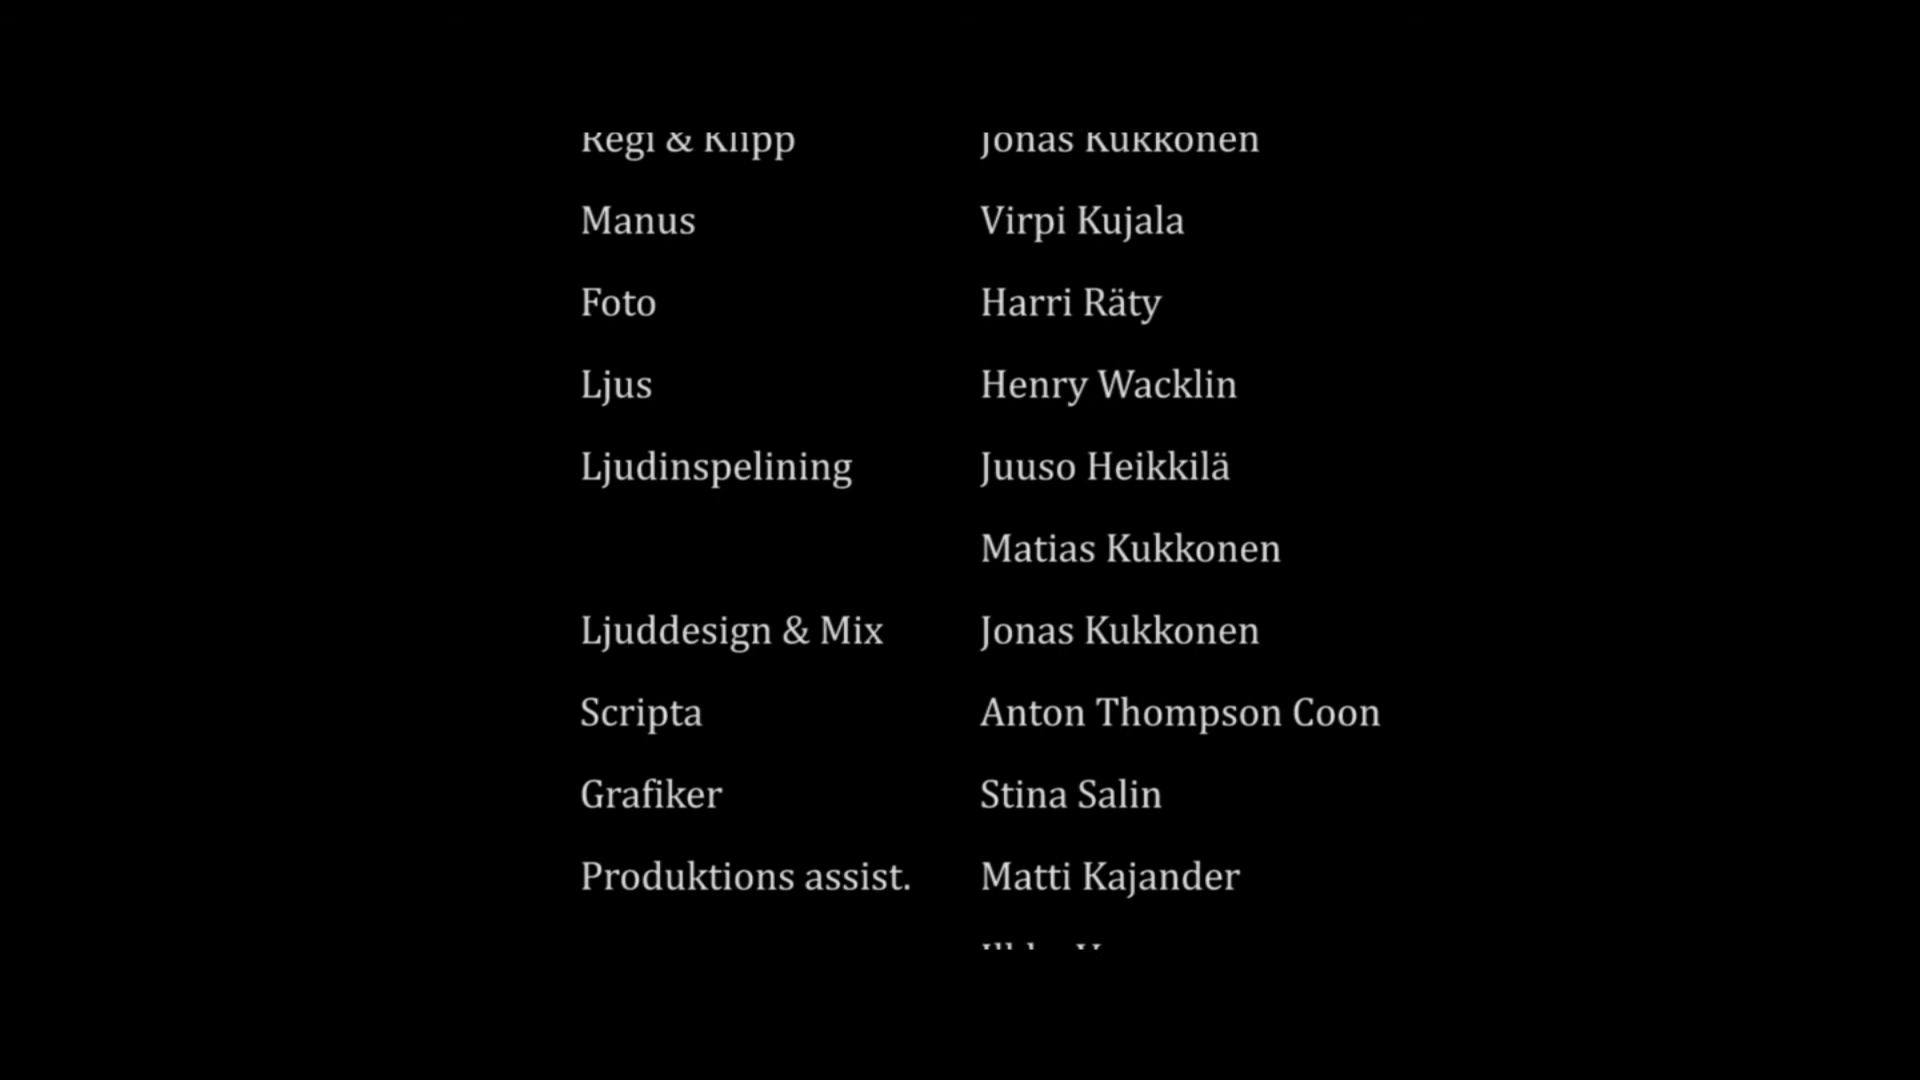 Regi & Klipp Jonas Kukkonen
Manus Virpi Kujala
Foto Harri Räty
Ljus Henry Wacklin
Ljudinspelining Juuso Heikkilä
Matias Kukkonen
Ljuddesign & Mix Jonas Kukkonen
Scripta Anton Thompson Coon
Grafiker Stina Salin
Produktions assist. Matti Kajander